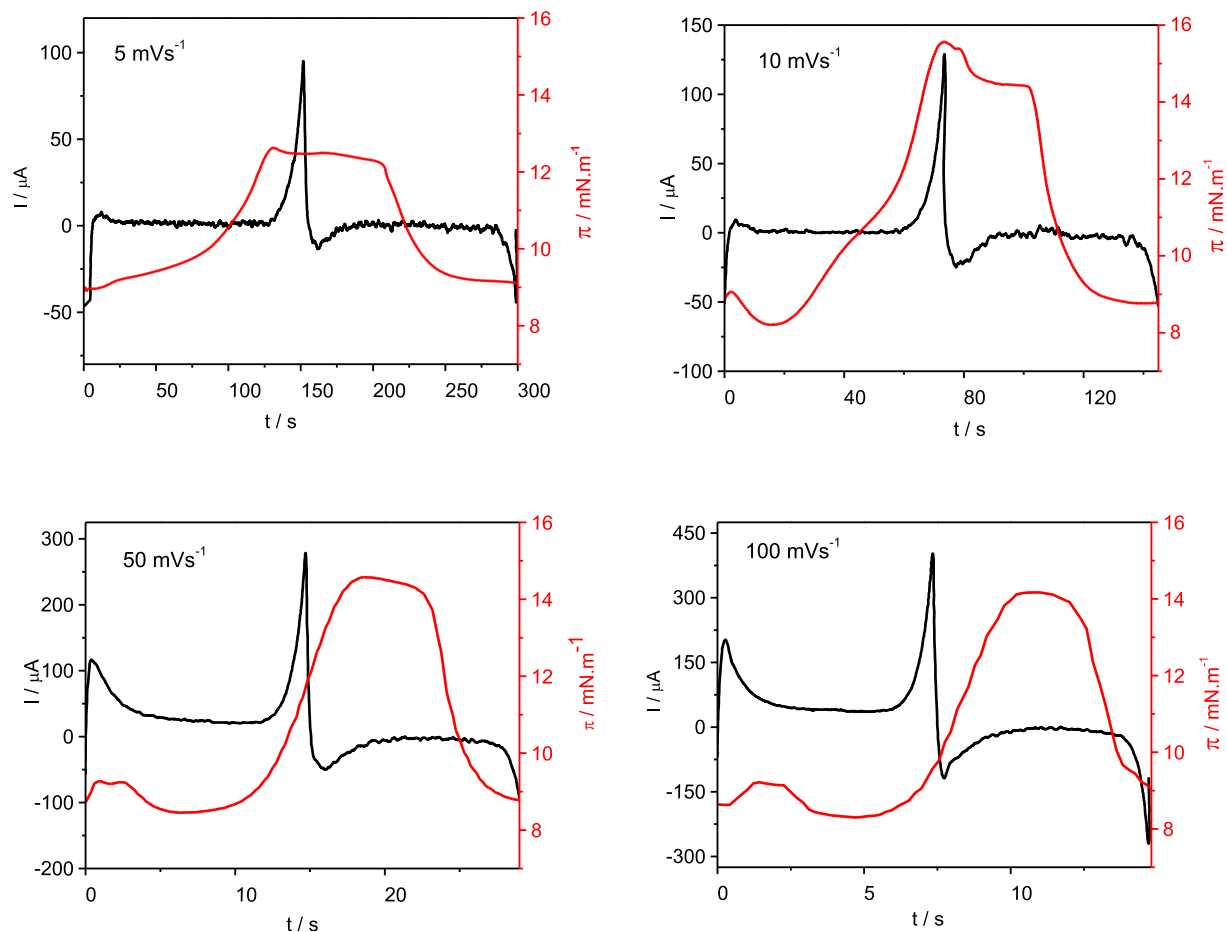 5 mVs⁻¹
I / μA
100
50
0
-50
16
14
12
10
8
π / mN.m⁻¹
0 50 100 150 200 250 300
t / s
10 mVs⁻¹
I / μA
150
100
50
0
-50
-100
16
14
12
10
8
π / mN.m⁻¹
0 40 80 120
t / s
50 mVs⁻¹
I / μA
300
200
100
0
-100
-200
16
14
12
10
8
π / mN.m⁻¹
0 10 20
t / s
100 mVs⁻¹
I / μA
450
300
150
0
-150
-300
16
14
12
10
8
π / mN.m⁻¹
0 5 10
t / s